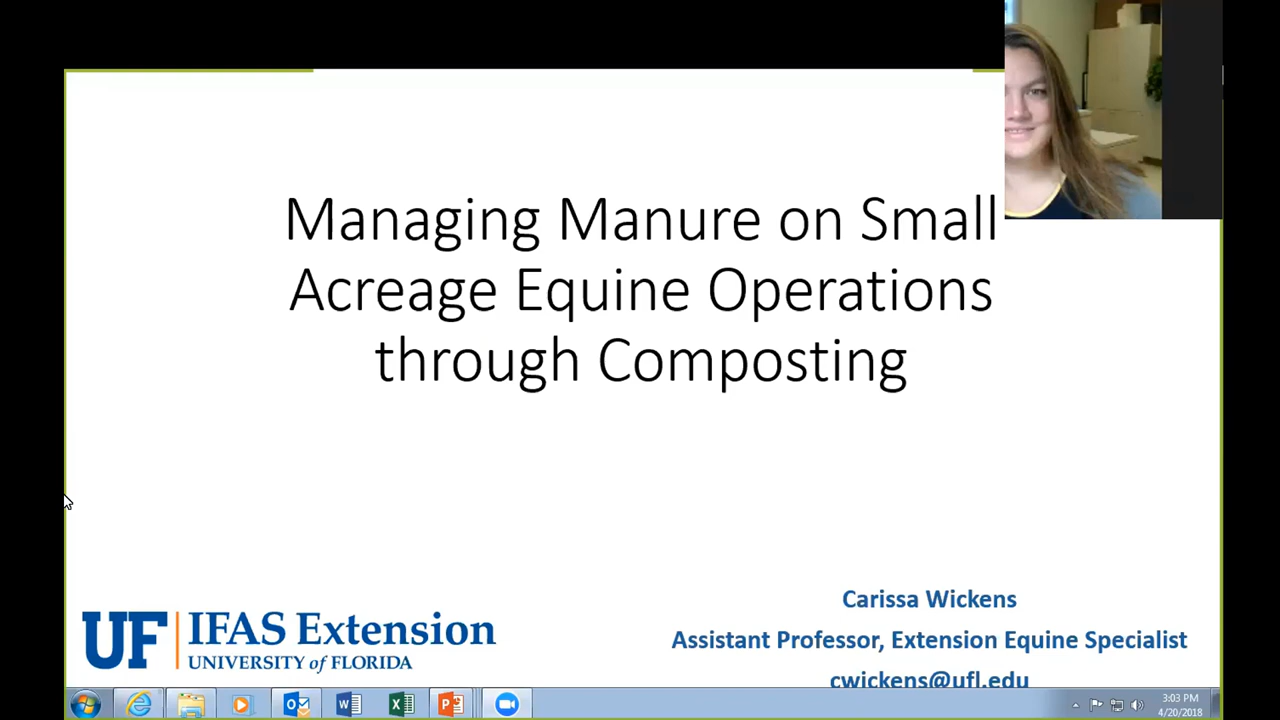 Managing Manure on Small
Acreage Equine Operations
through Composting
UF IFAS Extension
UNIVERSITY of FLORIDA
Carissa Wickens
Assistant Professor, Extension Equine Specialist
cwickens@ufl.edu
3:03 PM
4/20/2018